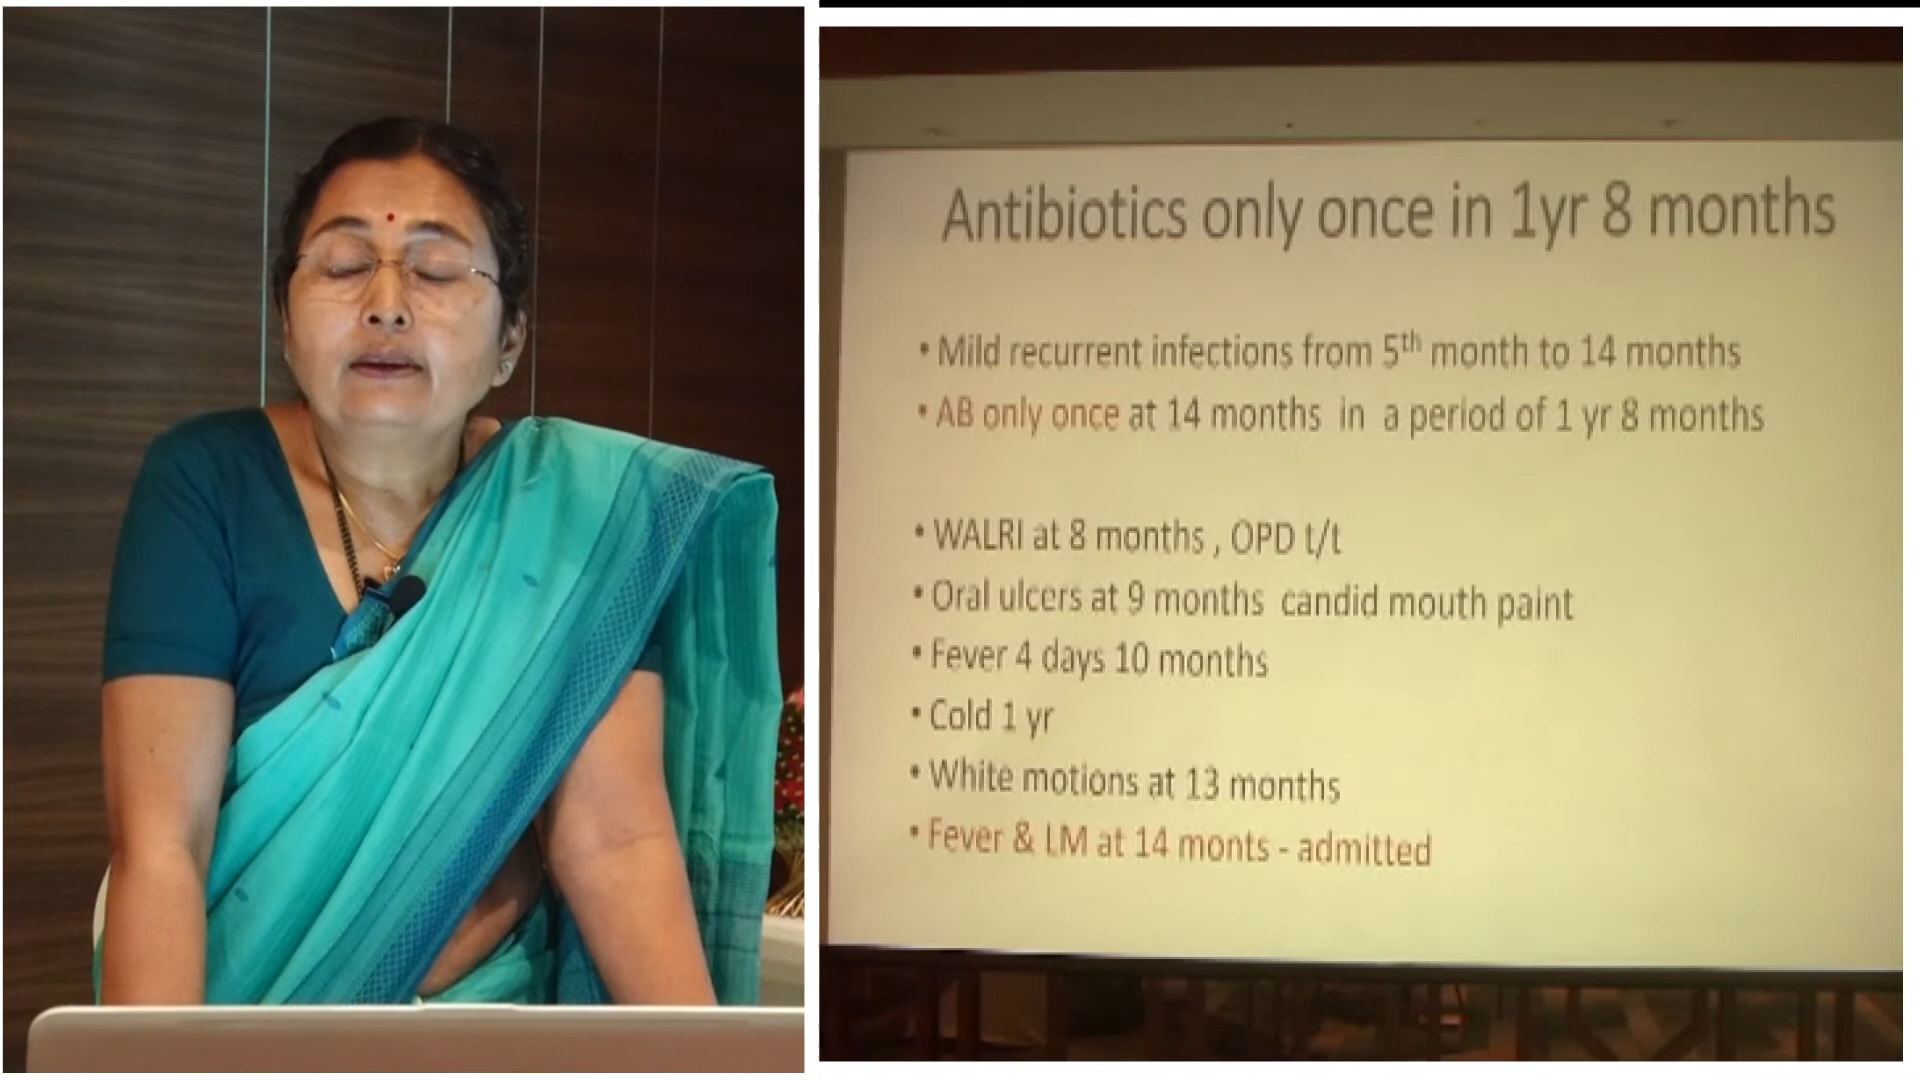 Antibiotics only once in 1yr 8 months
• Mild recurrent infections from 5th month to 14 months
• AB only once at 14 months in a period of 1 yr 8 months
• WALRI at 8 months , OPD t/t
• Oral ulcers at 9 months candid mouth paint
• Fever 4 days 10 months
• Cold 1 yr
• White motions at 13 months
• Fever & LM at 14 monts - admitted